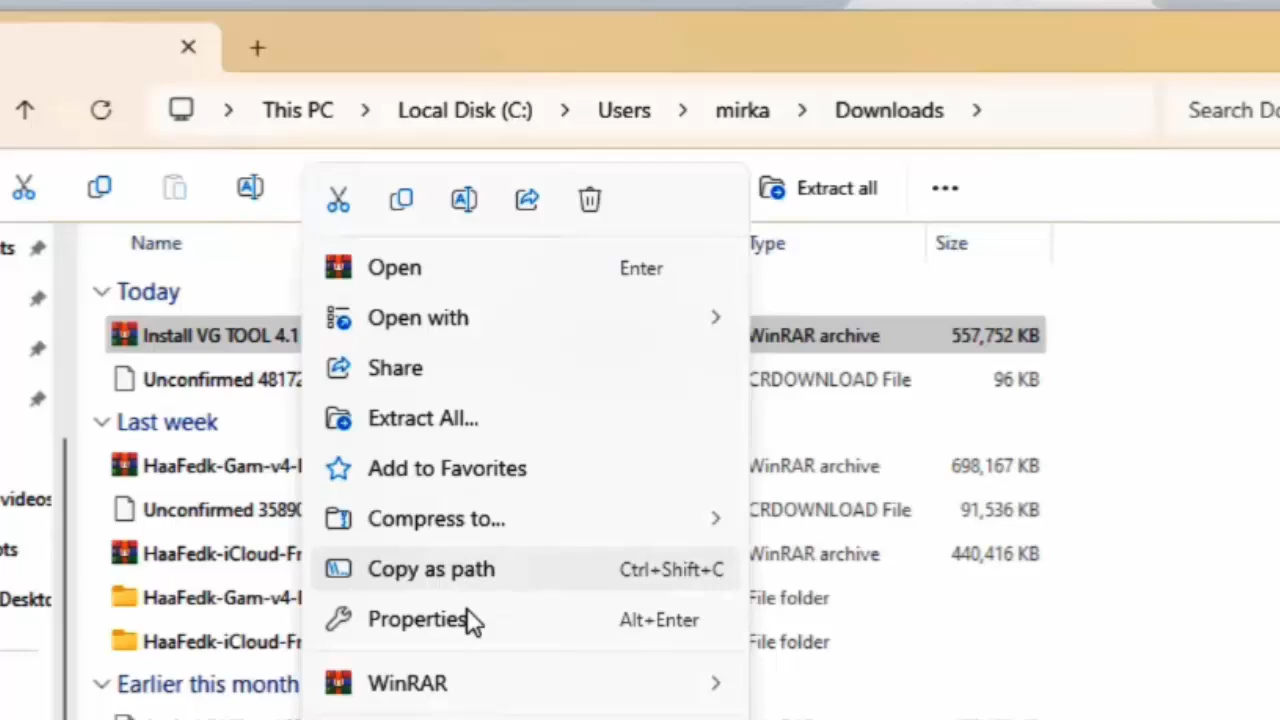 This PC > Local Disk (C:) > Users > mirka > Downloads >
Search Do
Extract all
Name
Type
Size
Today
Install VG TOOL 4.1
WinRAR archive
557,752 KB
Unconfirmed 48172
CRDOWNLOAD File
96 KB
Last week
HaaFedk-Gam-v4-
WinRAR archive
698,167 KB
Unconfirmed 35890
CRDOWNLOAD File
91,536 KB
HaaFedk-iCloud-Fr
WinRAR archive
440,416 KB
HaaFedk-Gam-v4-
File folder
HaaFedk-iCloud-Fr
File folder
Earlier this month
ts
videos
ots
Deskto
Open Enter
Open with
Share
Extract All...
Add to Favorites
Compress to...
Copy as path Ctrl+Shift+C
Properties Alt+Enter
WinRAR